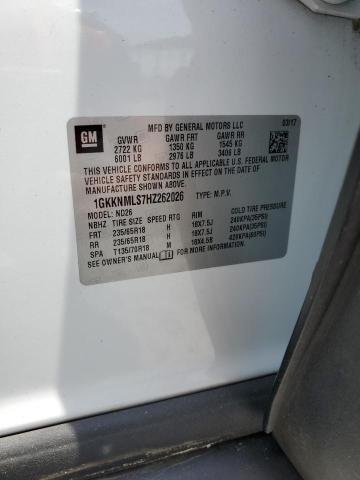 GM
MFD BY GENERAL MOTORS LLC 03/17
GVWR GAWR FRT GAWR RR
2722 KG 1350 KG 1545 KG
6001 LB 2976 LB 3406 LB
THIS VEHICLE CONFORMS TO ALL APPLICABLE U.S. FEDERAL MOTOR
VEHICLE SAFETY AND THEFT PREVENTION STANDARDS IN EFFECT ON THE DATE OF
MANUFACTURE SHOWN ABOVE.
1GKKNMLS7HZ262026 TYPE: M.P.V.
MODEL: ND26
NBHZ TIRE SIZE SPEED RTG RIM COLD TIRE PRESSURE
FRT 235/65R18 H 18X7.5J 240KPA(35PSI)
RR 235/65R18 H 18X7.5J 240KPA(35PSI)
SPA T135/70R18 M 18X4.5B 420KPA(60PSI)
SEE OWNER'S MANUAL FOR MORE INFORMATION.